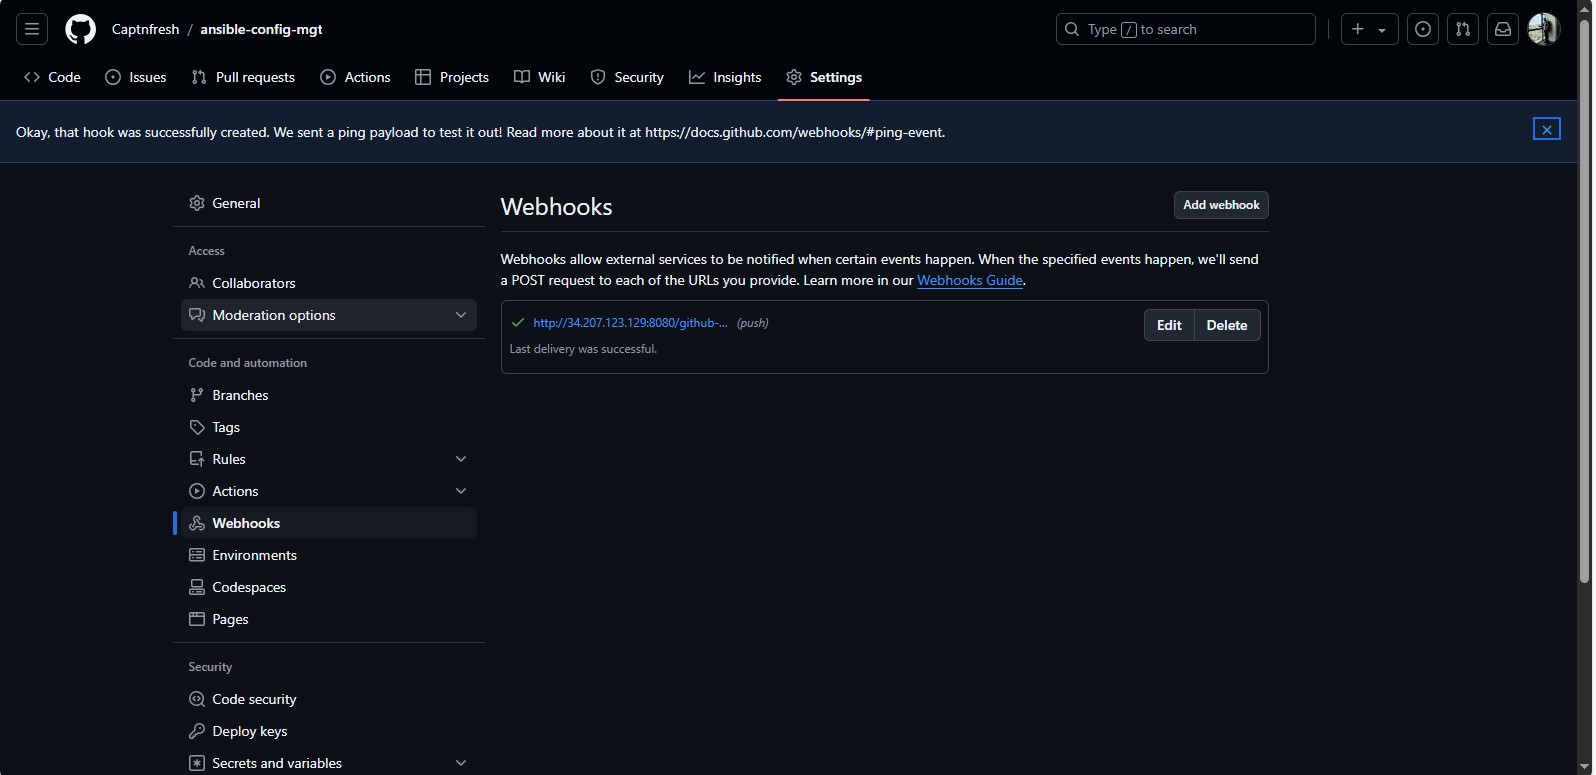 Captnfresh / ansible-config-mgt
Type / to search
Code Issues Pull requests Actions Projects Wiki Security Insights Settings
Okay, that hook was successfully created. We sent a ping payload to test it out! Read more about it at https://docs.github.com/webhooks/#ping-event.
General
Access
Collaborators
Moderation options
Code and automation
Branches
Tags
Rules
Actions
Webhooks
Environments
Codespaces
Pages
Security
Code security
Deploy keys
Secrets and variables
Webhooks
Add webhook
Webhooks allow external services to be notified when certain events happen. When the specified events happen, we'll send
a POST request to each of the URLs you provide. Learn more in our Webhooks Guide.
http://34.207.123.129:8080/github-... (push)
Edit Delete
Last delivery was successful.